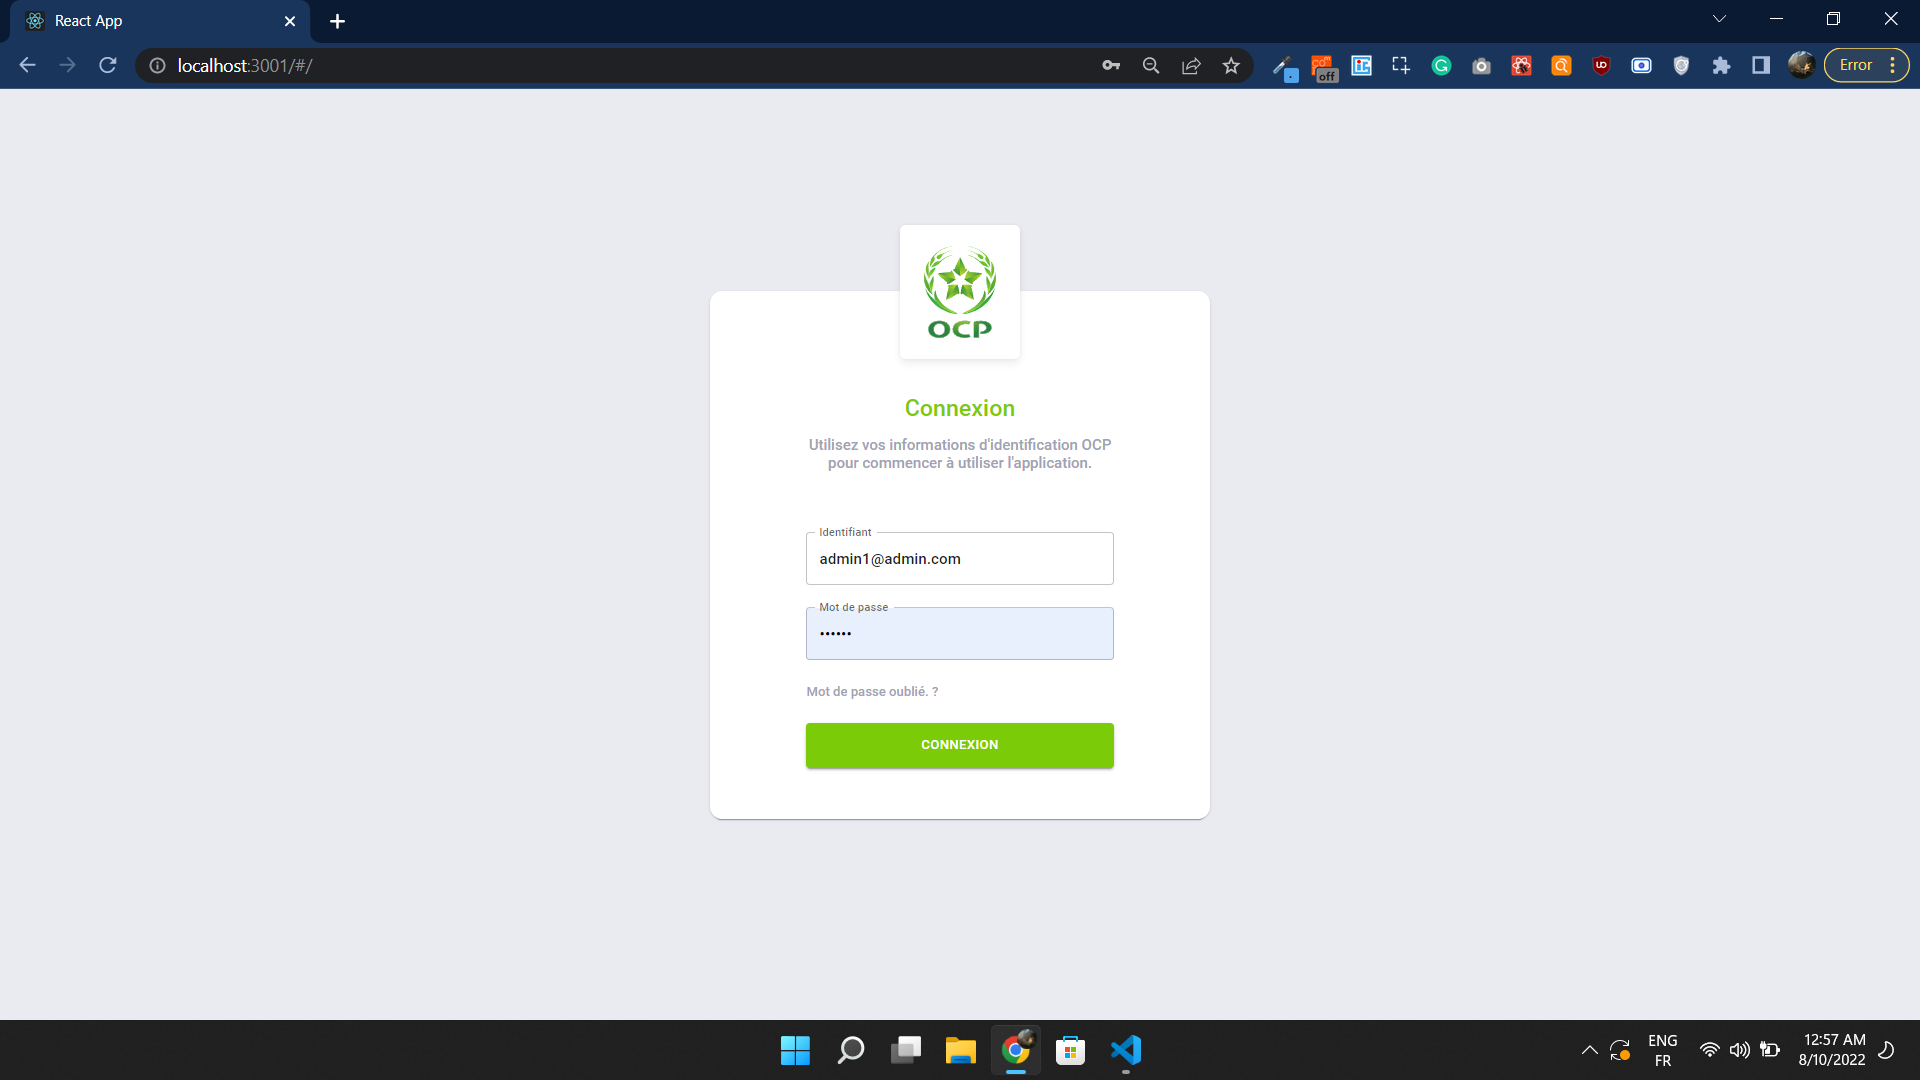 React App
localhost:3001/#/
off
Error
OCP
Connexion
Utilisez vos informations d'identification OCP
pour commencer à utiliser l'application.
Identifiant
admin1@admin.com
Mot de passe
••••••
Mot de passe oublié. ?
CONNEXION
ENG
FR
12:57 AM
8/10/2022